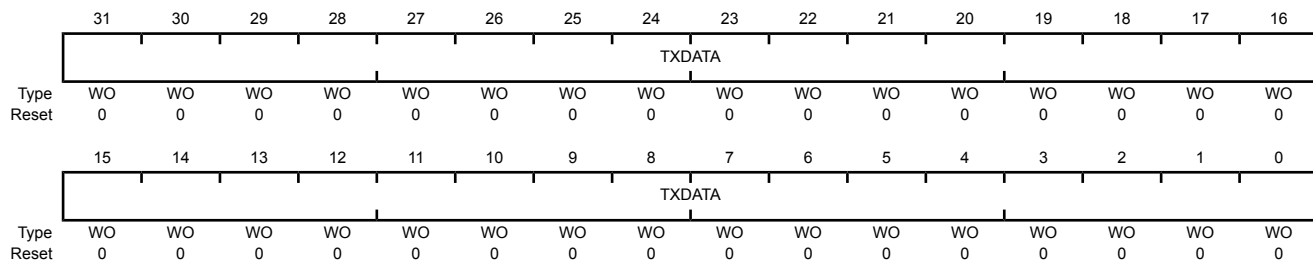 31 30 29 28 27 26 25 24 23 22 21 20 19 18 17 16
TXDATA
Type WO WO WO WO WO WO WO WO WO WO WO WO WO WO WO WO
Reset 0 0 0 0 0 0 0 0 0 0 0 0 0 0 0 0
15 14 13 12 11 10 9 8 7 6 5 4 3 2 1 0
TXDATA
Type WO WO WO WO WO WO WO WO WO WO WO WO WO WO WO WO
Reset 0 0 0 0 0 0 0 0 0 0 0 0 0 0 0 0